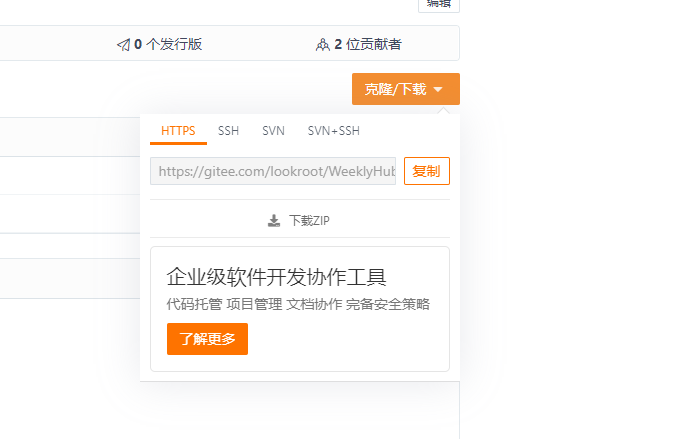 编辑
0 个发行版
2 位贡献者
克隆/下载
HTTPS SSH SVN SVN+SSH
https://gitee.com/lookroot/WeeklyHub
复制
下载ZIP
企业级软件开发协作工具
代码托管 项目管理 文档协作 完备安全策略
了解更多